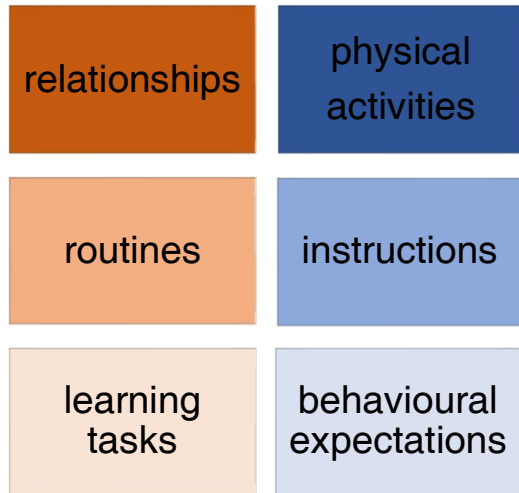 relationships
physical
activities
routines
instructions
learning
tasks
behavioural
expectations